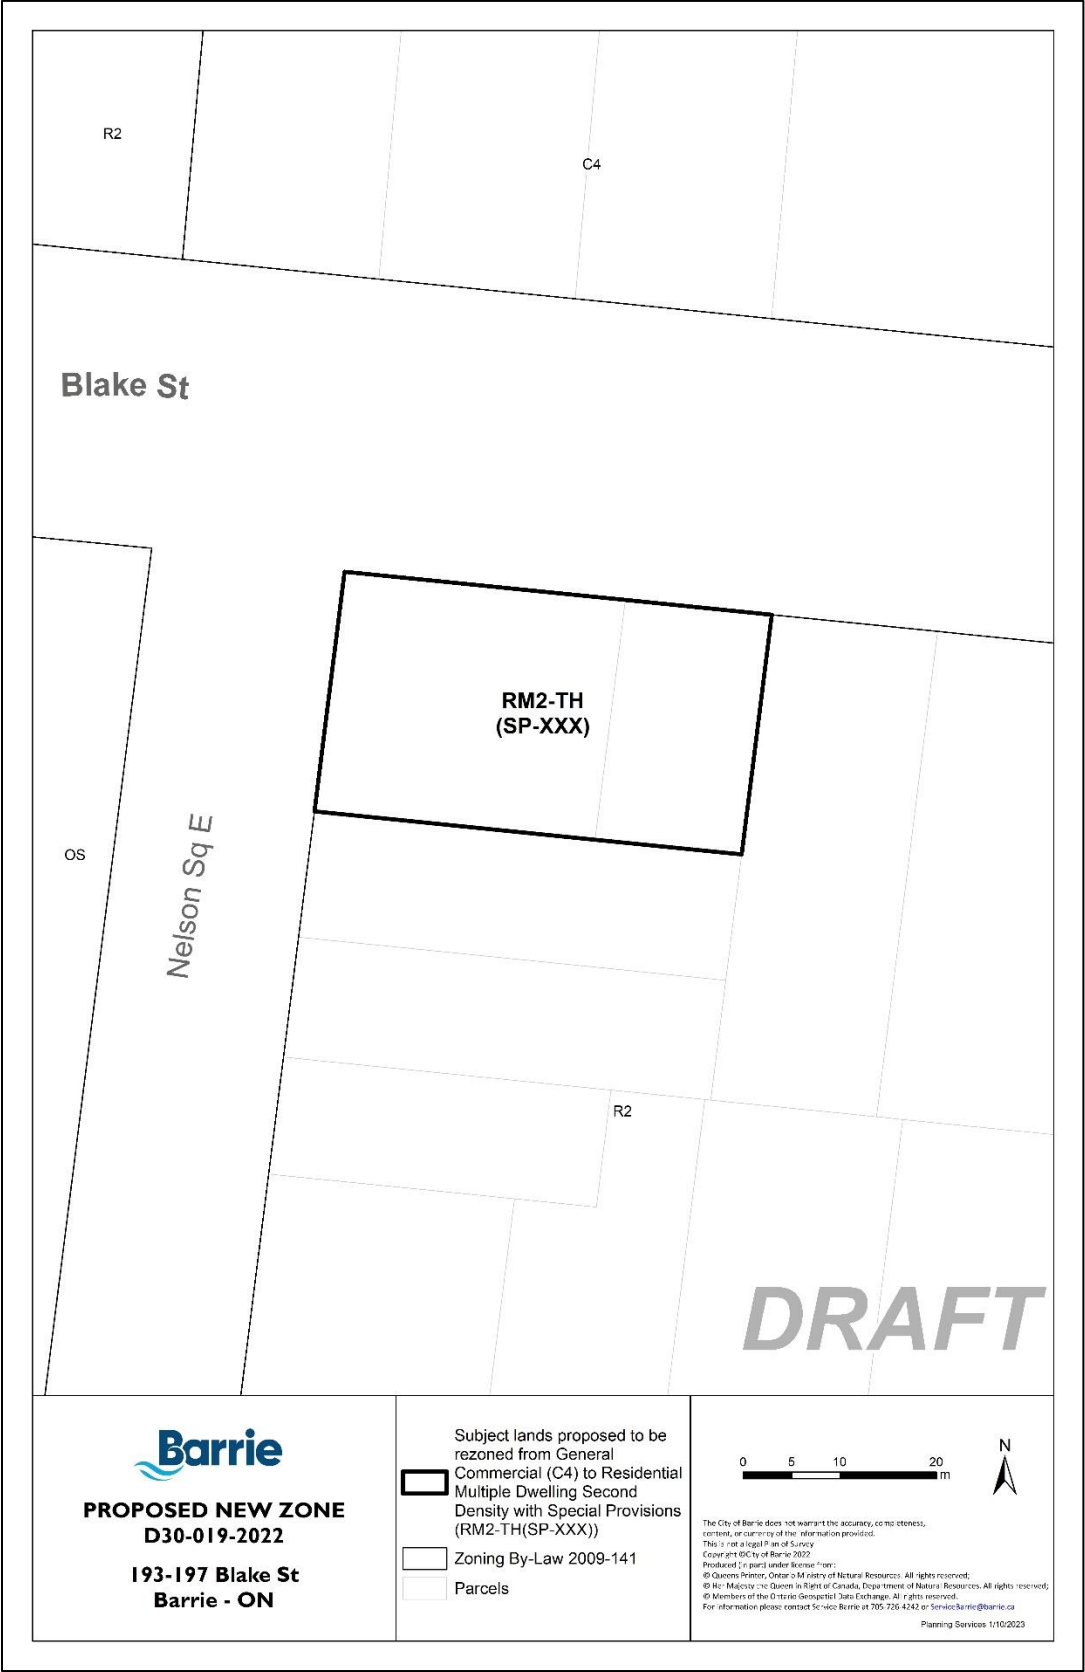 R2
C4
Blake St
RM2-TH
(SP-XXX)
Nelson Sq E
OS
R2
DRAFT
Barrie
PROPOSED NEW ZONE
D30-019-2022
193-197 Blake St
Barrie - ON
Subject lands proposed to be
rezoned from General
Commercial (C4) to Residential
Multiple Dwelling Second
Density with Special Provisions
(RM2-TH(SP-XXX))
Zoning By-Law 2009-141
Parcels
0 5 10 20
m
N
The City of Barrie does not warrant the accuracy, completeness,
content, or currency of the information provided.
This is not a legal Plan of Survey
Copyright ©City of Barrie 2022
Produced (in part) under license from:
© Queens Printer, Ontario Ministry of Natural Resources. All rights reserved;
© Her Majesty the Queen in Right of Canada, Department of Natural Resources. All rights reserved;
© Members of the Ontario Geospatial Data Exchange. All rights reserved.
For information please contact Service Barrie at 705-726-4242 or ServiceBarrie@barrie.ca
Planning Services 1/10/2023